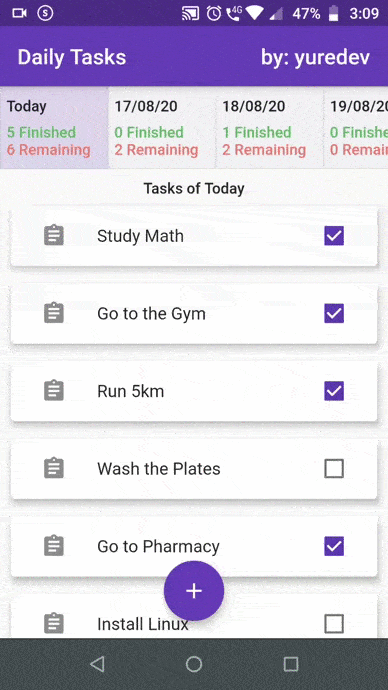 S 4G 47% 3:09
Daily Tasks by: yuredev
Today 17/08/20 18/08/20 19/08/20
5 Finished 0 Finished 1 Finished 0 Finishe
6 Remaining 2 Remaining 2 Remaining 0 Remain
Tasks of Today
Study Math
Go to the Gym
Run 5km
Wash the Plates
Go to Pharmacy
+
Install Linux